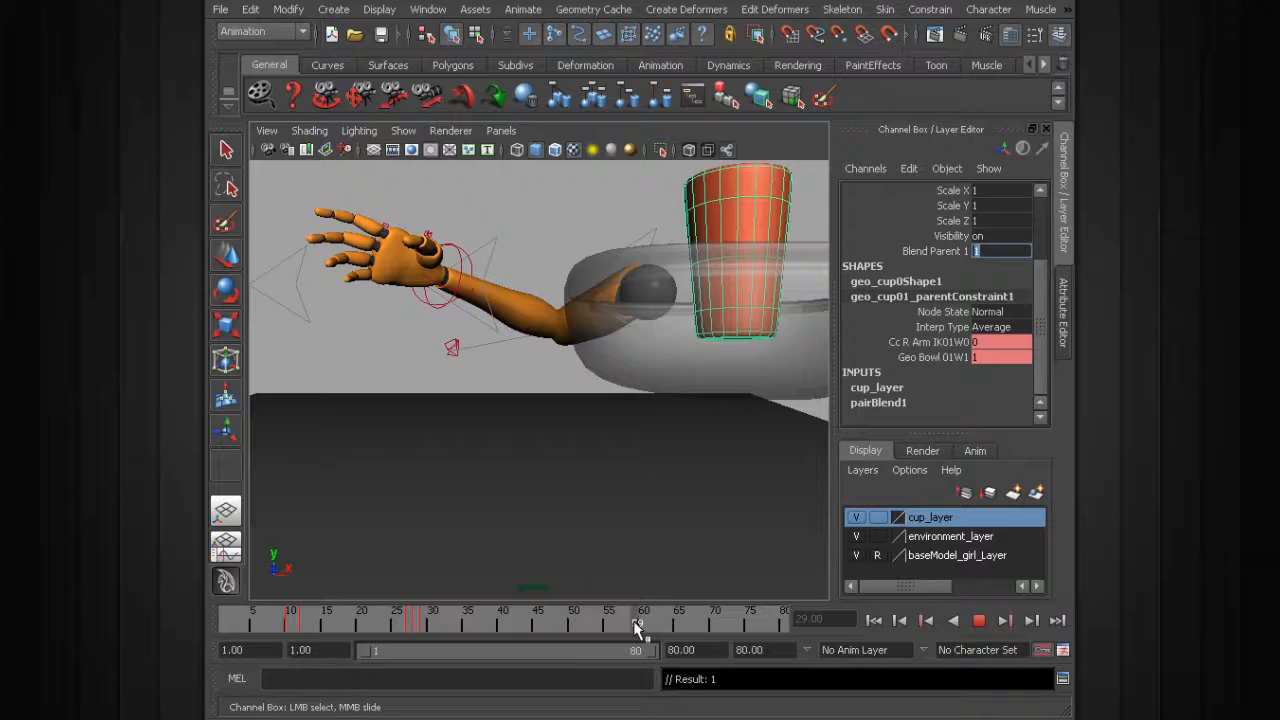 File Edit Modify Create Display Window Assets Animate Geometry Cache Create Deformers Edit Deformers Skeleton Skin Constrain Character Muscle »
Animation
General Curves Surfaces Polygons Subdivs Deformation Animation Dynamics Rendering PaintEffects Toon Muscle
View Shading Lighting Show Renderer Panels
Channel Box / Layer Editor
Channels Edit Object Show
Scale X 1
Scale Y 1
Scale Z 1
Visibility on
Blend Parent 1 1
SHAPES
geo_cup0Shape1
geo_cup01_parentConstraint1
Node State Normal
Interp Type Average
Cc R Arm IK01W0 0
Geo Bowl 01W1 1
INPUTS
cup_layer
pairBlend1
Channel Box / Layer Editor
Attribute Editor
Display Render Anim
Layers Options Help
V cup_layer
V environment_layer
V R baseModel_girl_Layer
y
x
5 10 15 20 25 30 35 40 45 50 55 60 65 70 75 80
29.00
1.00 1.00 1 80 80.00 80.00 No Anim Layer No Character Set
MEL // Result: 1
Channel Box: LMB select, MMB slide